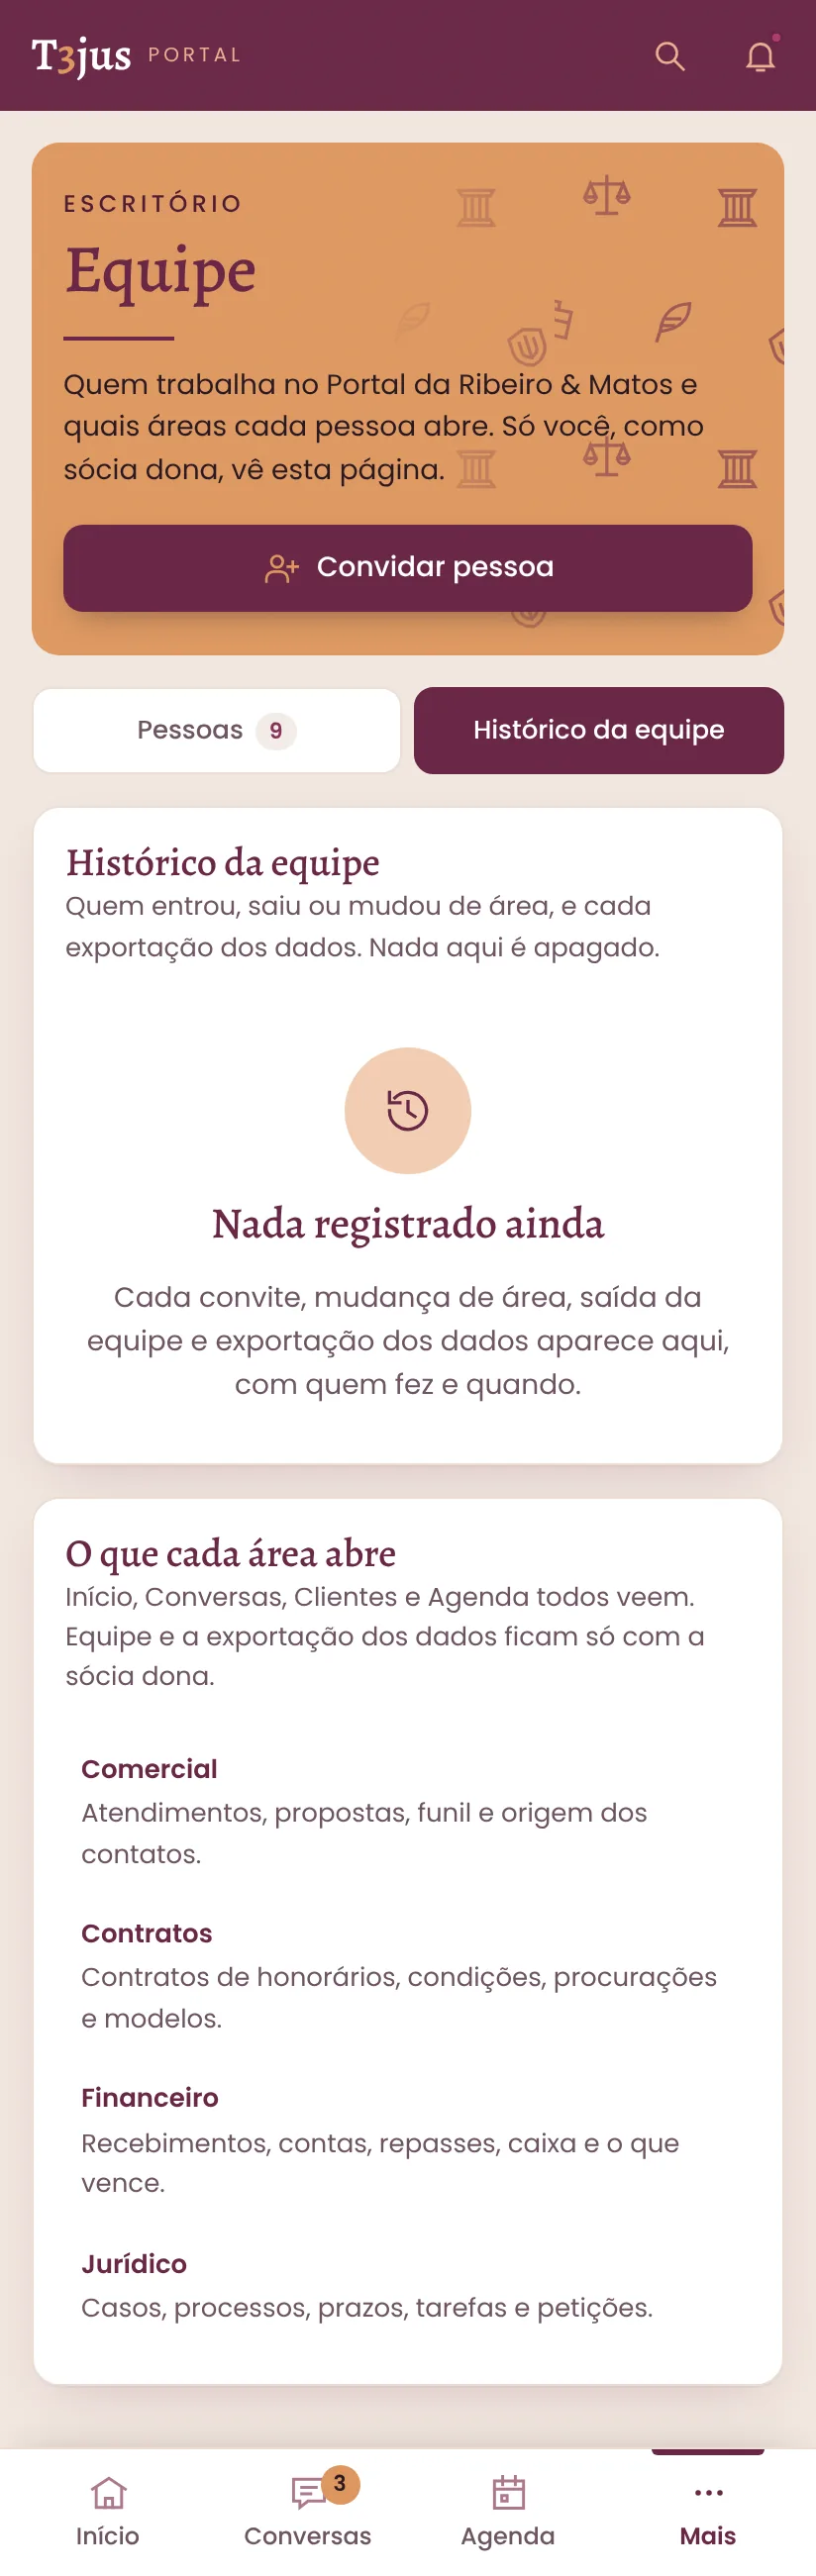 T3jus PORTAL
ESCRITÓRIO
Equipe
Quem trabalha no Portal da Ribeiro & Matos e
quais áreas cada pessoa abre. Só você, como
sócia dona, vê esta página.
Convidar pessoa
Pessoas 9
Histórico da equipe
Histórico da equipe
Quem entrou, saiu ou mudou de área, e cada
exportação dos dados. Nada aqui é apagado.
Nada registrado ainda
Cada convite, mudança de área, saída da
equipe e exportação dos dados aparece aqui,
com quem fez e quando.
O que cada área abre
Início, Conversas, Clientes e Agenda todos veem.
Equipe e a exportação dos dados ficam só com a
sócia dona.
Comercial
Atendimentos, propostas, funil e origem dos
contatos.
Contratos
Contratos de honorários, condições, procurações
e modelos.
Financeiro
Recebimentos, contas, repasses, caixa e o que
vence.
Jurídico
Casos, processos, prazos, tarefas e petições.
3
Início
Conversas
Agenda
Mais